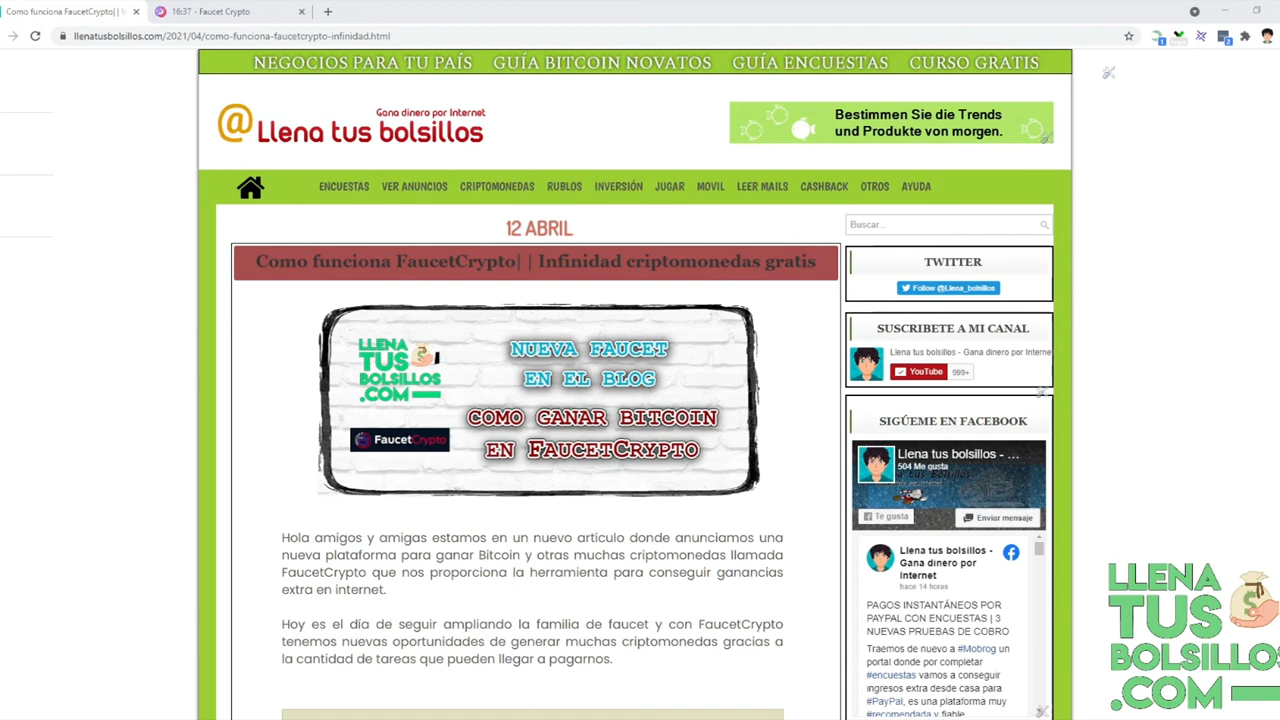 Como funciona FaucetCrypto| | In
16:37 - Faucet Crypto
llenatusbolsillos.com/2021/04/como-funciona-faucetcrypto-infinidad.html
NEGOCIOS PARA TU PAÍS GUÍA BITCOIN NOVATOS GUÍA ENCUESTAS CURSO GRATIS
Gana dinero por Internet
@Llena tus bolsillos
Bestimmen Sie die Trends
und Produkte von morgen.
ENCUESTAS VER ANUNCIOS CRIPTOMONEDAS RUBLOS INVERSIÓN JUGAR MOVIL LEER MAILS CASHBACK OTROS AYUDA
12 ABRIL
Buscar...
Como funciona FaucetCrypto| | Infinidad criptomonedas gratis
TWITTER
Follow @Llena_bolsillos
SUSCRIBETE A MI CANAL
Llena tus bolsillos - Gana dinero por Interne
YouTube 999+
LLENA
TUS
BOLSILLOS
.COM
FaucetCrypto
NUEVA FAUCET
EN EL BLOG
COMO GANAR BITCOIN
EN FAUCETCRYPTO
SIGÚEME EN FACEBOOK
Llena tus bolsillos - ...
504 Me gusta
Te gusta
Enviar mensaje
Llena tus bolsillos -
Gana dinero por
Internet
hace 14 horas
PAGOS INSTANTÁNEOS POR
PAYPAL CON ENCUESTAS | 3
NUEVAS PRUEBAS DE COBRO
Traemos de nuevo a #Mobrog un
portal donde por completar
#encuestas vamos a conseguir
ingresos extra desde casa para
#PayPal, es una plataforma muy
#recomendada y fiable
Hola amigos y amigas estamos en un nuevo artículo donde anunciamos una
nueva plataforma para ganar Bitcoin y otras muchas criptomonedas llamada
FaucetCrypto que nos proporciona la herramienta para conseguir ganancias
extra en internet.
Hoy es el día de seguir ampliando la familia de faucet y con FaucetCrypto
tenemos nuevas oportunidades de generar muchas criptomonedas gracias a
la cantidad de tareas que pueden llegar a pagarnos.
LLENA
TUS
BOLSILLOS
.COM